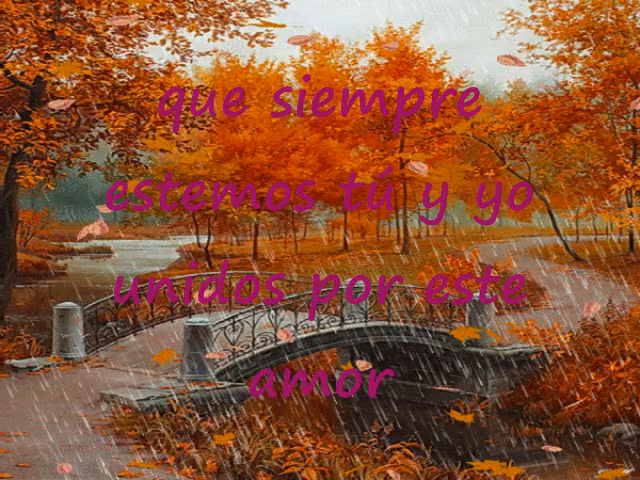 que siempre
estemos tú y yo
unidos por este
amor